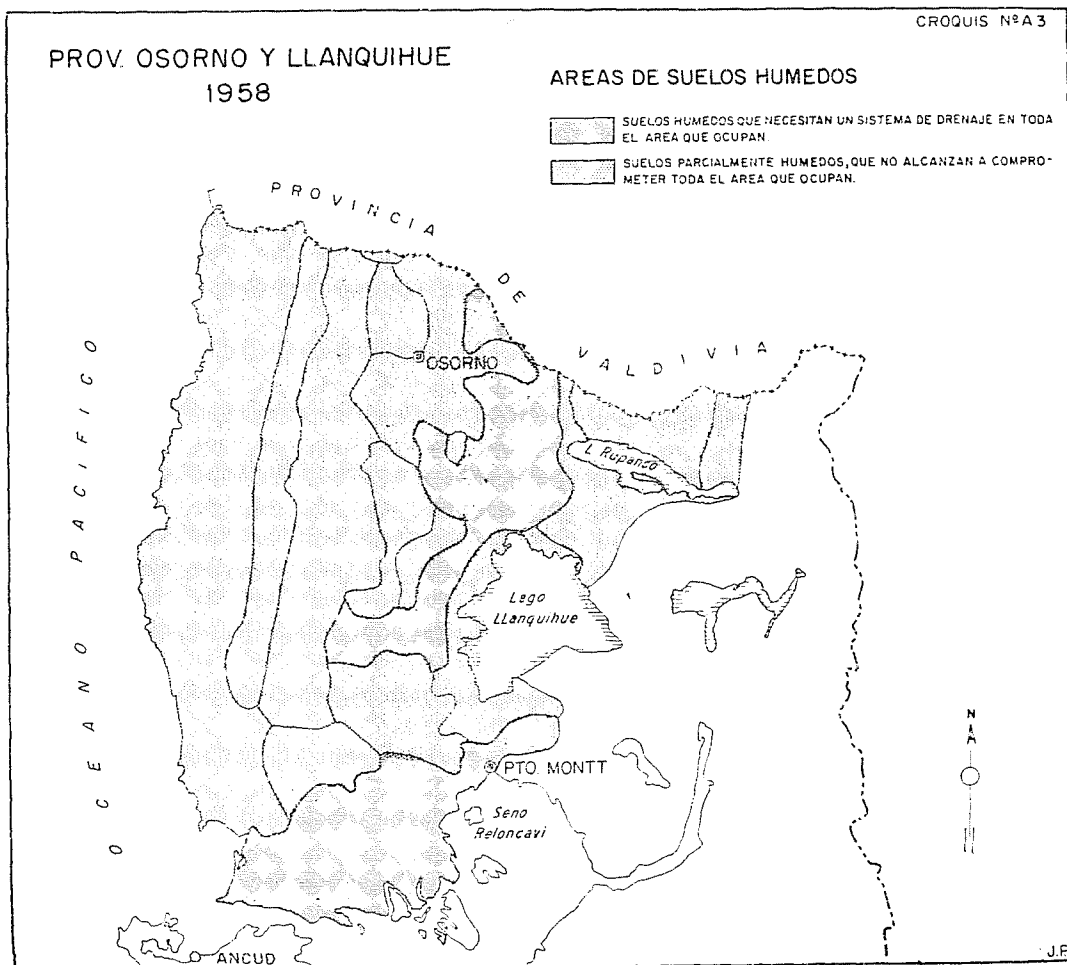 CROQUIS Nº A 3
PROV. OSORNO Y LLANQUIHUE
1958
AREAS DE SUELOS HUMEDOS
SUELOS HUMEDOS QUE NECESITAN UN SISTEMA DE DRENAJE EN TODA
EL AREA QUE OCUPAN.
SUELOS PARCIALMENTE HUMEDOS, QUE NO ALCANZAN A COMPRO-
METER TODA EL AREA QUE OCUPAN.
PROVINCIA DE VALDIVIA
OCEANO PACIFICO
OSORNO
L. Rupanco
Lago
LLanquihue
N
PTO. MONTT
Seno
Reloncavi
ANCUD